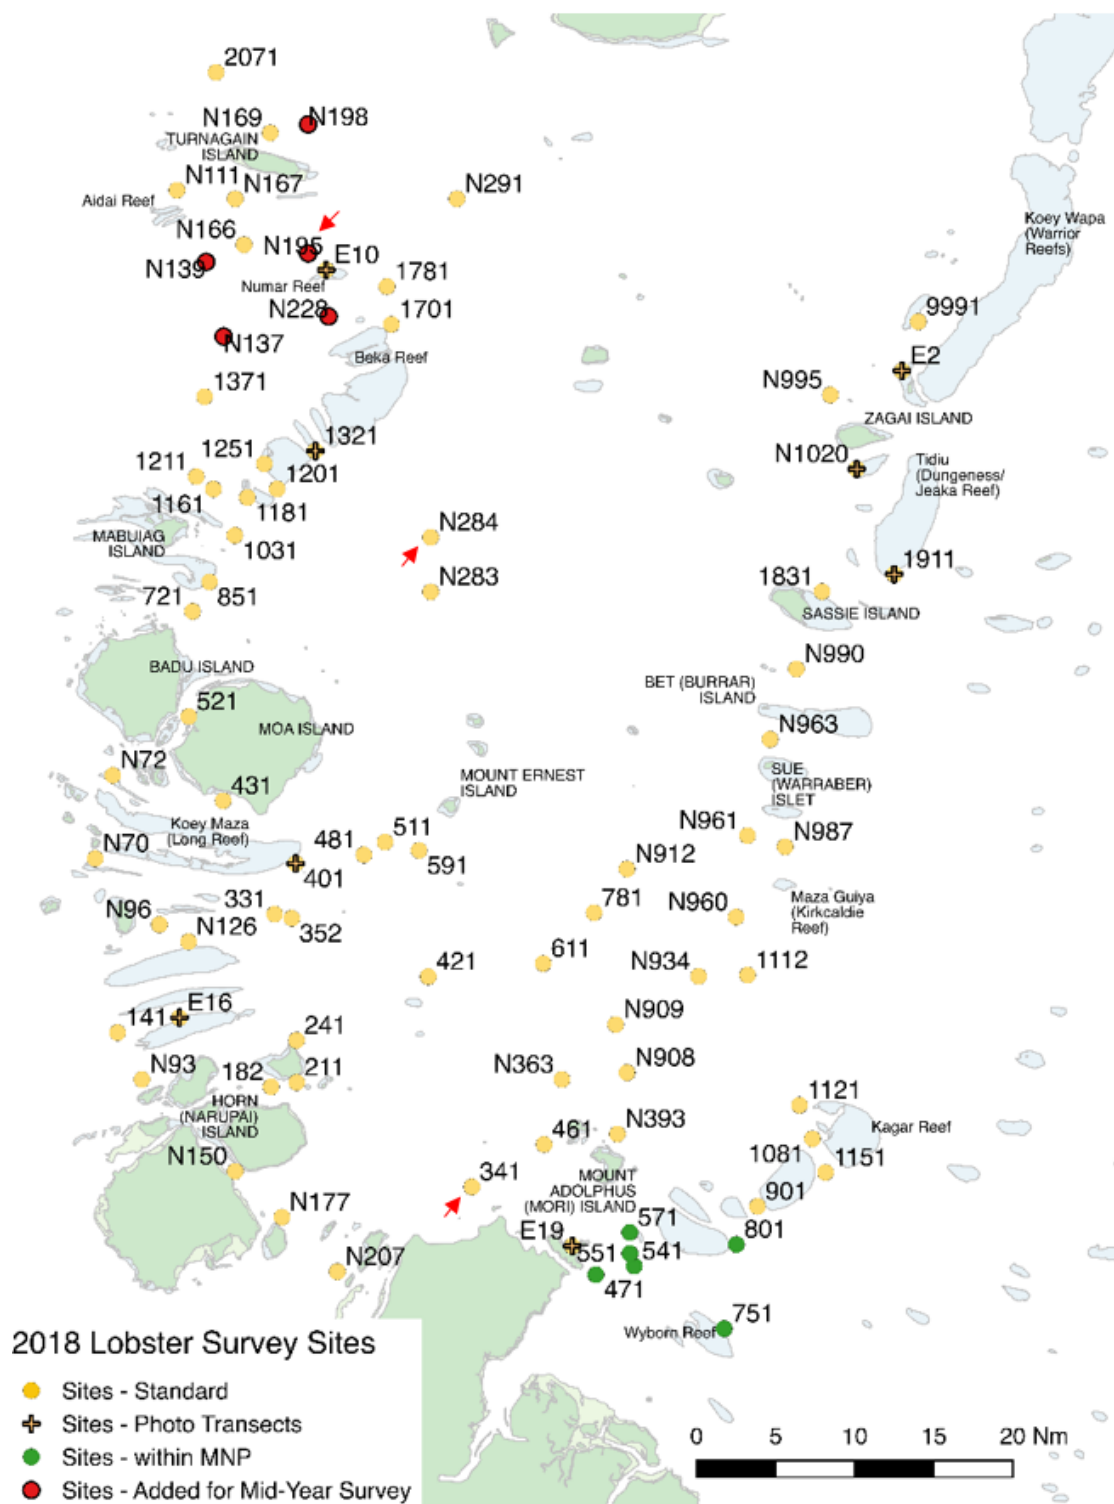 2071
N169
N198
TURNAGAIN
ISLAND
N111
N167
N291
Aidai Reef
Koey Wapa
(Warrior
Reefs)
N166
N195
E10
N139
Numar Reef
1781
N228
1701
9991
N137
Beka Reef
E2
1371
N995
ZAGAI ISLAND
1321
1251
1211
1201
N1020
Tidiu
(Dungeness/
Jeaka Reef)
1161
1181
MABUIAG
ISLAND
1031
N284
1911
721
851
N283
1831
SASSIE ISLAND
BADU ISLAND
N990
BET (BURRAR)
ISLAND
521
MOA ISLAND
N963
N72
MOUNT ERNEST
ISLAND
SUE
(WARRABER)
ISLET
431
Koey Maza
(Long Reef)
N70
481
511
591
N961
N987
401
N912
331
352
781
N960
Maza Guiya
(Kirkcaldie
Reef)
N96
N126
421
611
N934
1112
141
E16
241
N909
N93
182
211
N363
N908
HORN
(NARUPAI)
ISLAND
1121
Kagar Reef
461
N393
1081
1151
N150
341
MOUNT
ADOLPHUS
(MORI) ISLAND
901
N177
E19
571
801
551
541
N207
471
751
Wyborn Reef
2018 Lobster Survey Sites
Sites - Standard
Sites - Photo Transects
Sites - within MNP
Sites - Added for Mid-Year Survey
0 5 10 15 20 Nm